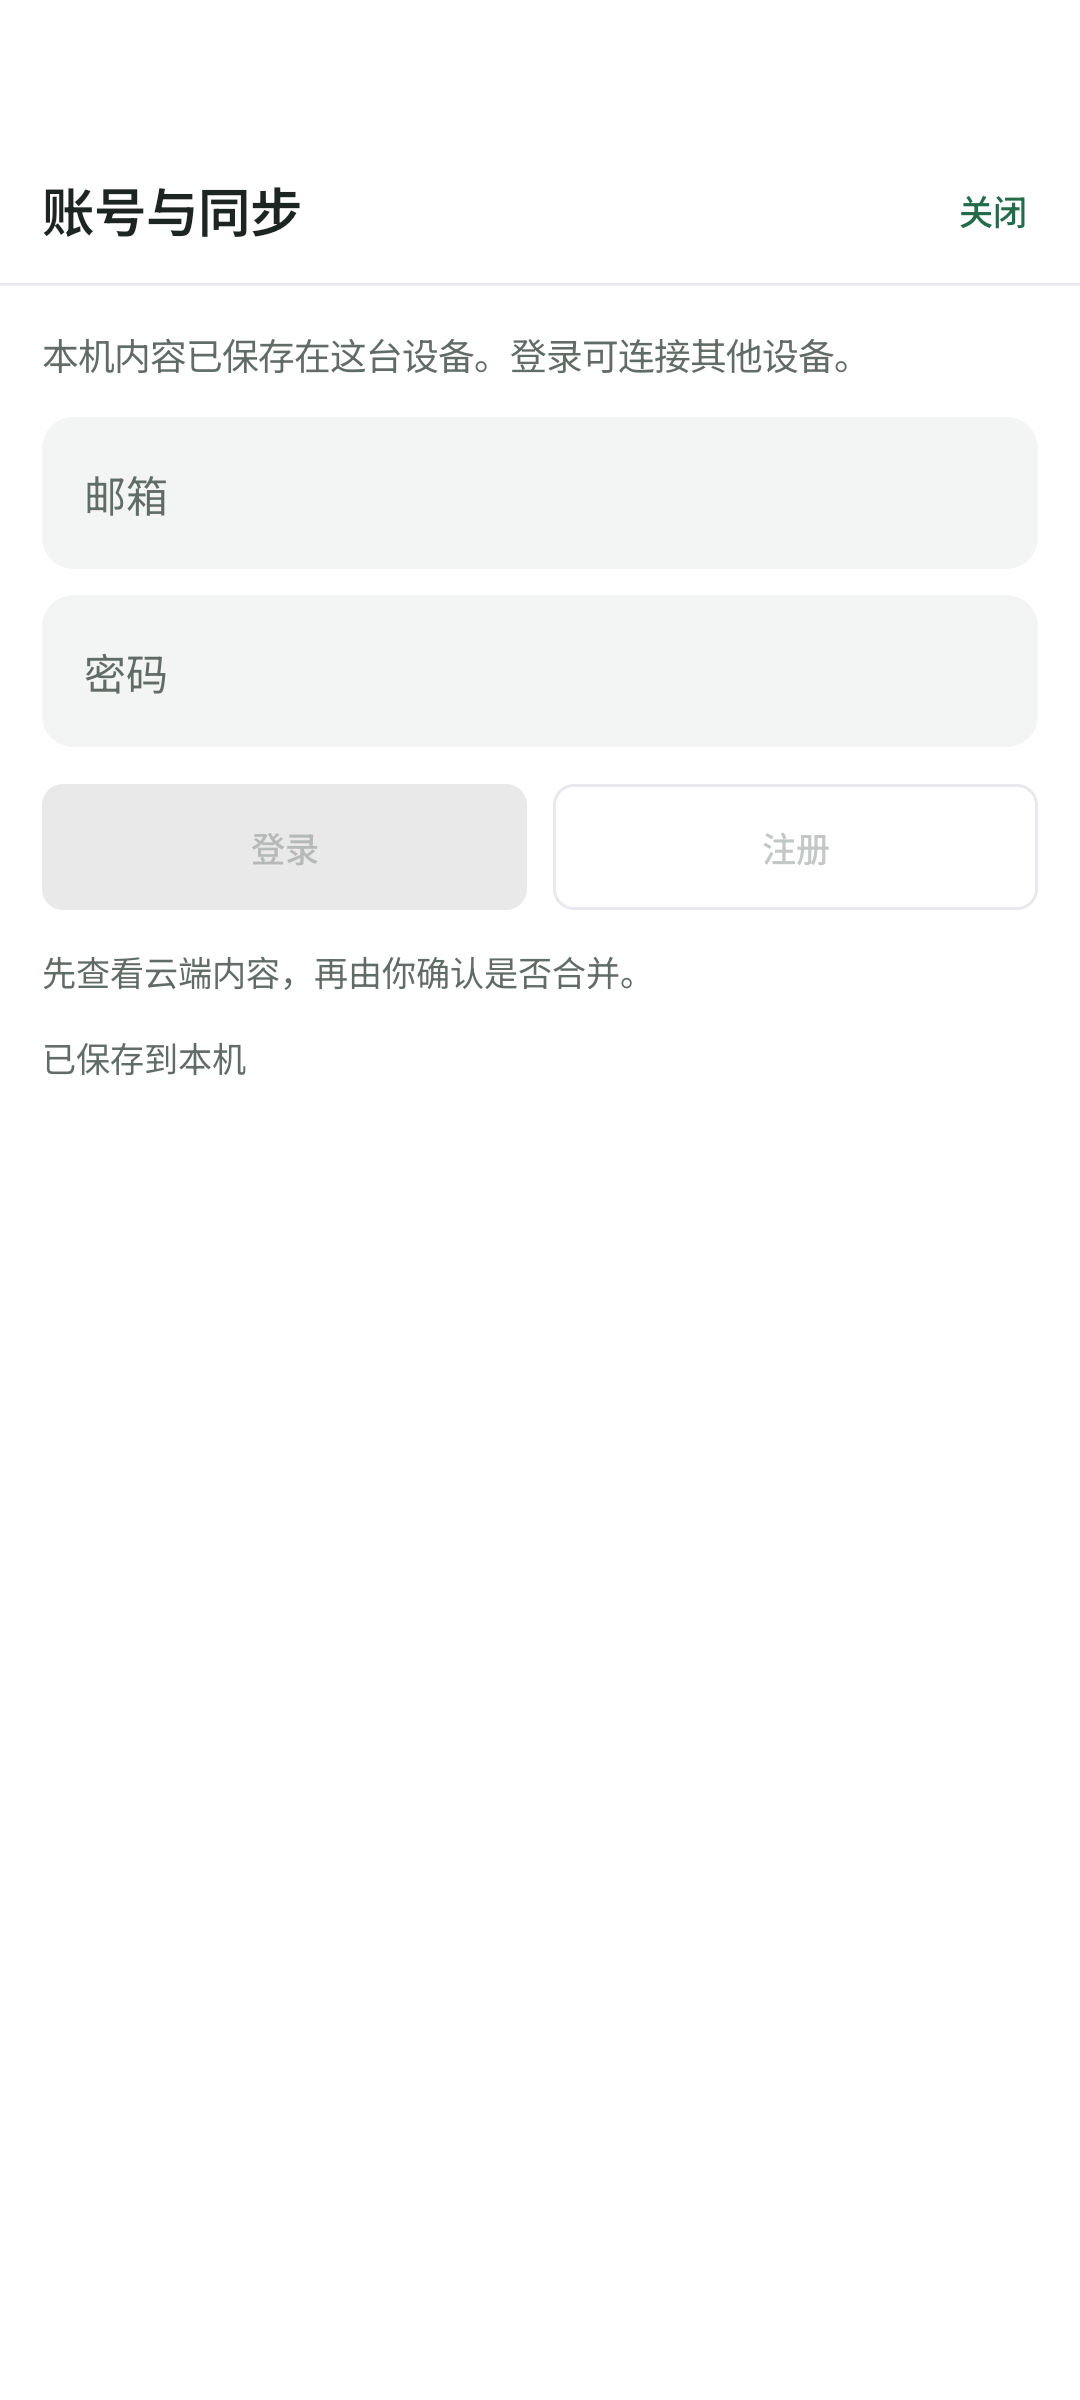 账号与同步
关闭
本机内容已保存在这台设备。登录可连接其他设备。
邮箱
密码
登录
注册
先查看云端内容，再由你确认是否合并。
已保存到本机